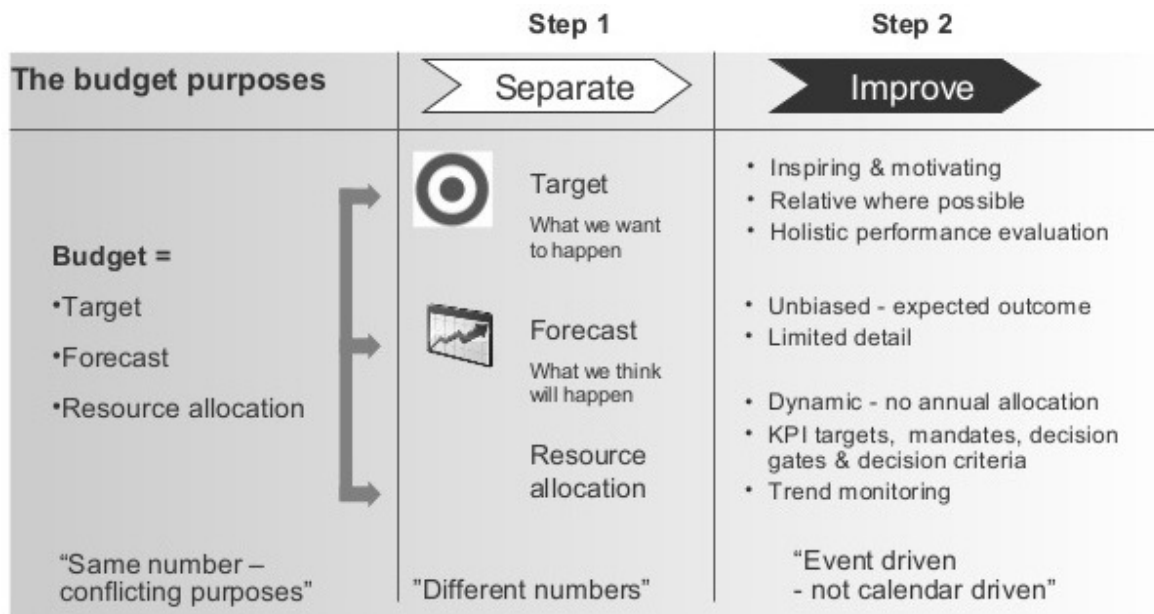 Step 1
Step 2
The budget purposes
Separate
Improve
Budget =
•Target
•Forecast
•Resource allocation
“Same number –
conflicting purposes”
Target
What we want
to happen
Forecast
What we think
will happen
Resource
allocation
”Different numbers”
• Inspiring & motivating
• Relative where possible
• Holistic performance evaluation
• Unbiased - expected outcome
• Limited detail
• Dynamic - no annual allocation
• KPI targets, mandates, decision
gates & decision criteria
• Trend monitoring
“Event driven
- not calendar driven”